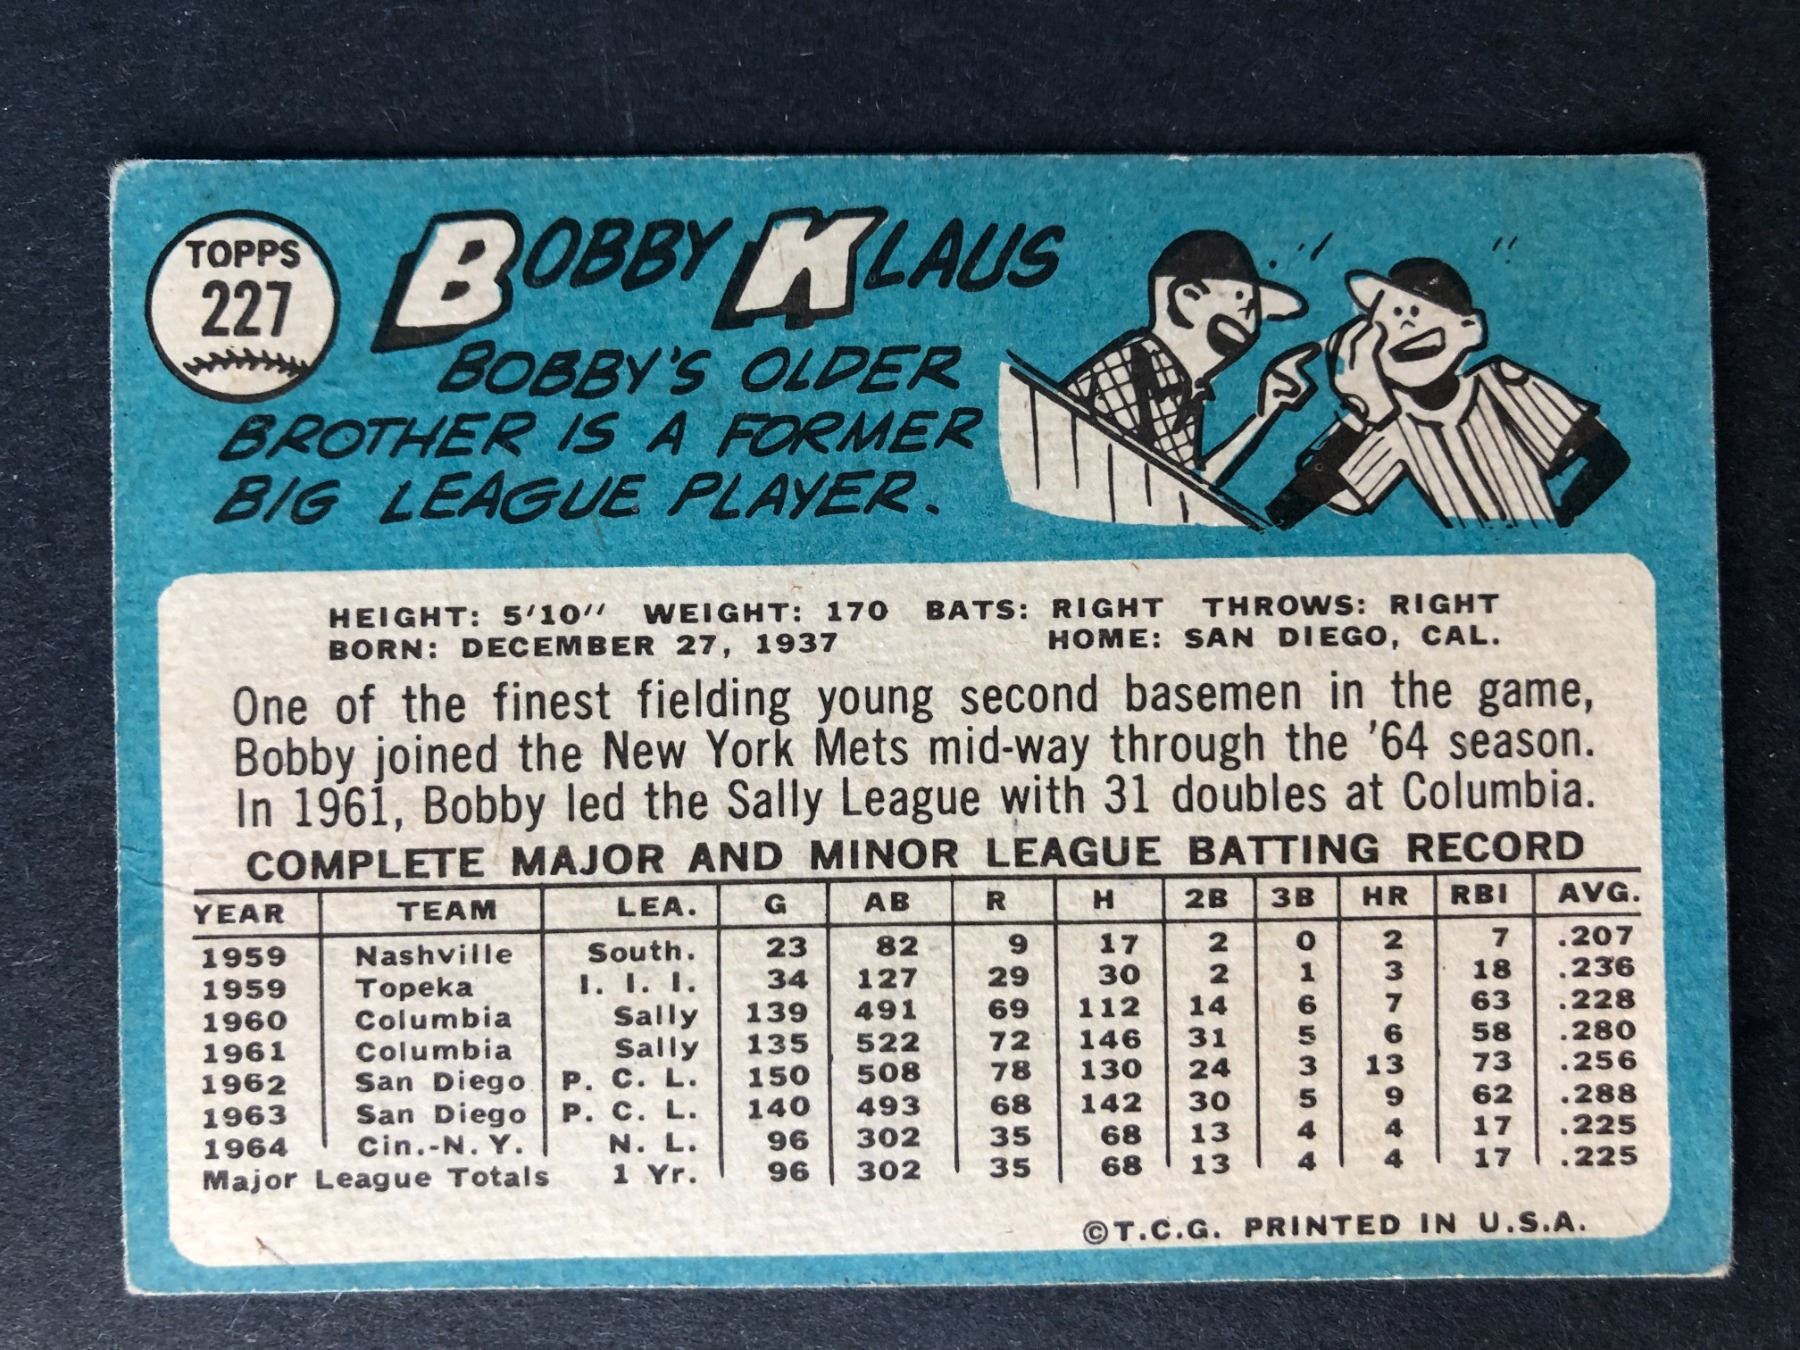 TOPPS
227
BOBBY KLAUS
BOBBY'S OLDER
BROTHER IS A FORMER
BIG LEAGUE PLAYER.
HEIGHT: 5'10" WEIGHT: 170 BATS: RIGHT THROWS: RIGHT
BORN: DECEMBER 27, 1937 HOME: SAN DIEGO, CAL.
One of the finest fielding young second basemen in the game,
Bobby joined the New York Mets mid-way through the '64 season.
In 1961, Bobby led the Sally League with 31 doubles at Columbia.
COMPLETE MAJOR AND MINOR LEAGUE BATTING RECORD
YEAR TEAM LEA. G AB R H 2B 3B HR RBI AVG.
1959 Nashville South. 23 82 9 17 2 0 2 7 .207
1959 Topeka I. I. I. 34 127 29 30 2 1 3 18 .236
1960 Columbia Sally 139 491 69 112 14 6 7 63 .228
1961 Columbia Sally 135 522 72 146 31 5 6 58 .280
1962 San Diego P. C. L. 150 508 78 130 24 3 13 73 .256
1963 San Diego P. C. L. 140 493 68 142 30 5 9 62 .288
1964 Cin.-N. Y. N. L. 96 302 35 68 13 4 4 17 .225
Major League Totals 1 Yr. 96 302 35 68 13 4 4 17 .225
©T.C.G. PRINTED IN U.S.A.